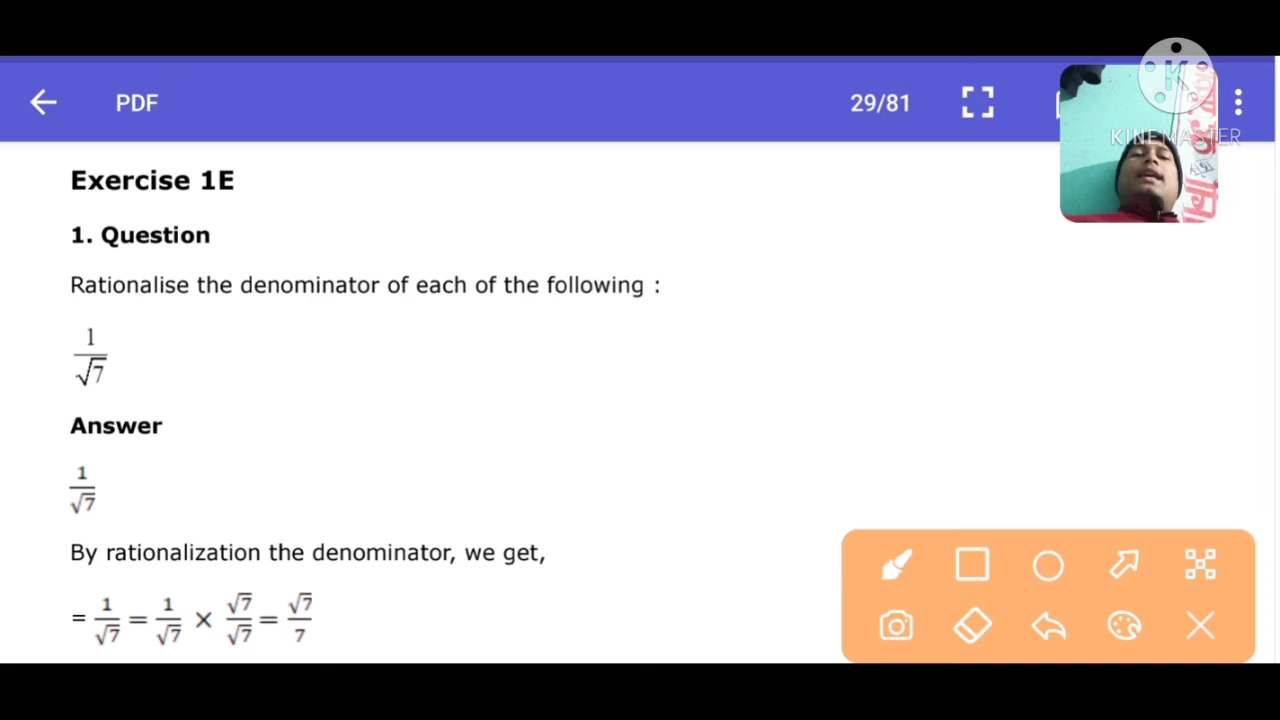 PDF
29/81
KINEMASTER
Exercise 1E
1. Question
Rationalise the denominator of each of the following :
1/√7
Answer
1/√7
By rationalization the denominator, we get,
= 1/√7 = 1/√7 × √7/√7 = √7/7